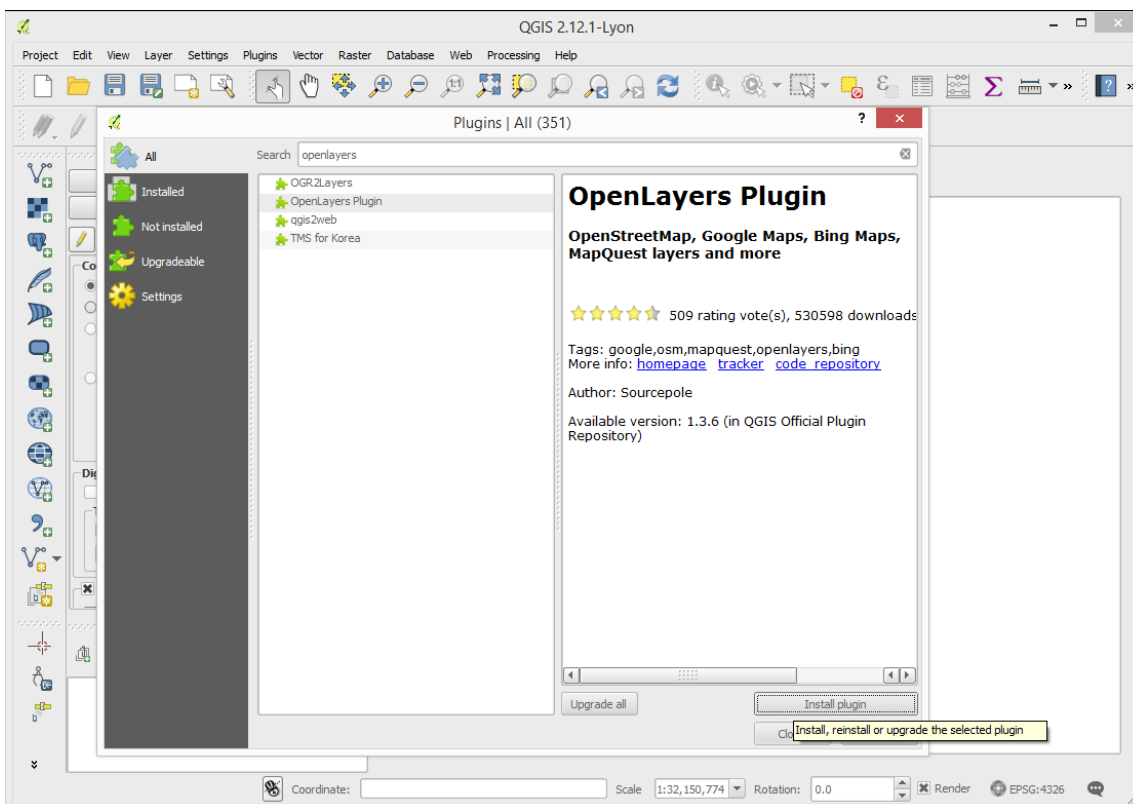 QGIS 2.12.1-Lyon
Project Edit View Layer Settings Plugins Vector Raster Database Web Processing Help
Plugins | All (351)
All
Installed
Not installed
Upgradeable
Settings
Search openlayers
OGR2Layers
OpenLayers Plugin
qgis2web
TMS for Korea
OpenLayers Plugin
OpenStreetMap, Google Maps, Bing Maps,
MapQuest layers and more
509 rating vote(s), 530598 downloads
Tags: google,osm,mapquest,openlayers,bing
More info: homepage tracker code repository
Author: Sourcepole
Available version: 1.3.6 (in QGIS Official Plugin
Repository)
Upgrade all
Install plugin
Install, reinstall or upgrade the selected plugin
Co
Dig
Coordinate:
Scale 1:32,150,774
Rotation: 0.0
Render
EPSG:4326